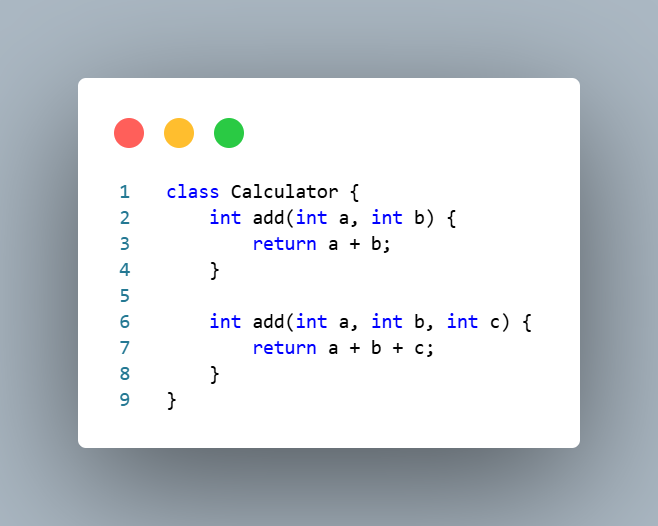 1 class Calculator {
2     int add(int a, int b) {
3         return a + b;
4     }
5
6     int add(int a, int b, int c) {
7         return a + b + c;
8     }
9 }